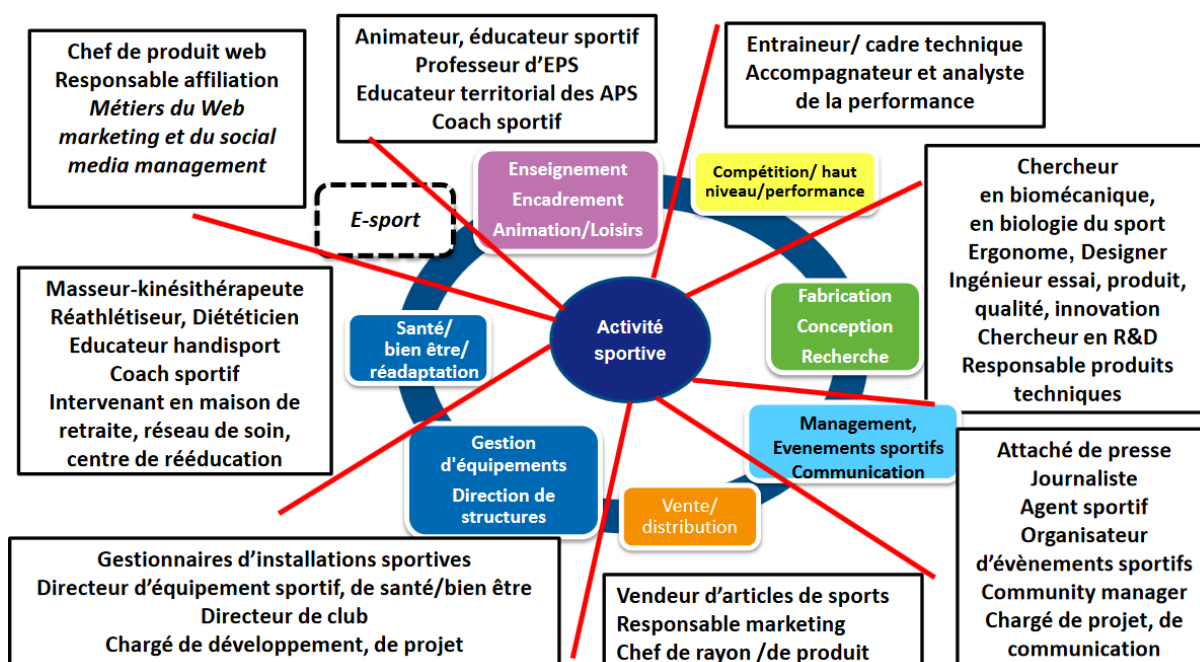 Chef de produit web
Responsable affiliation
Métiers du Web
marketing et du social
media management
Animateur, éducateur sportif
Professeur d'EPS
Educateur territorial des APS
Coach sportif
Entraineur/ cadre technique
Accompagnateur et analyste
de la performance
E-sport
Enseignement
Encadrement
Animation/Loisirs
Compétition/ haut
niveau/performance
Chercheur
en biomécanique,
en biologie du sport
Ergonome, Designer
Ingénieur essai, produit,
qualité, innovation
Chercheur en R&D
Responsable produits
techniques
Masseur-kinésithérapeute
Réathlétiseur, Diététicien
Educateur handisport
Coach sportif
Intervenant en maison de
retraite, réseau de soin,
centre de rééducation
Santé/
bien être/
réadaptation
Activité
sportive
Fabrication
Conception
Recherche
Gestion
d'équipements
Direction de
structures
Vente/
distribution
Management,
Evenements sportifs
Communication
Attaché de presse
Journaliste
Agent sportif
Organisateur
d'évènements sportifs
Community manager
Chargé de projet, de
communication
Gestionnaires d'installations sportives
Directeur d'équipement sportif, de santé/bien être
Directeur de club
Chargé de développement, de projet
Vendeur d'articles de sports
Responsable marketing
Chef de rayon /de produit